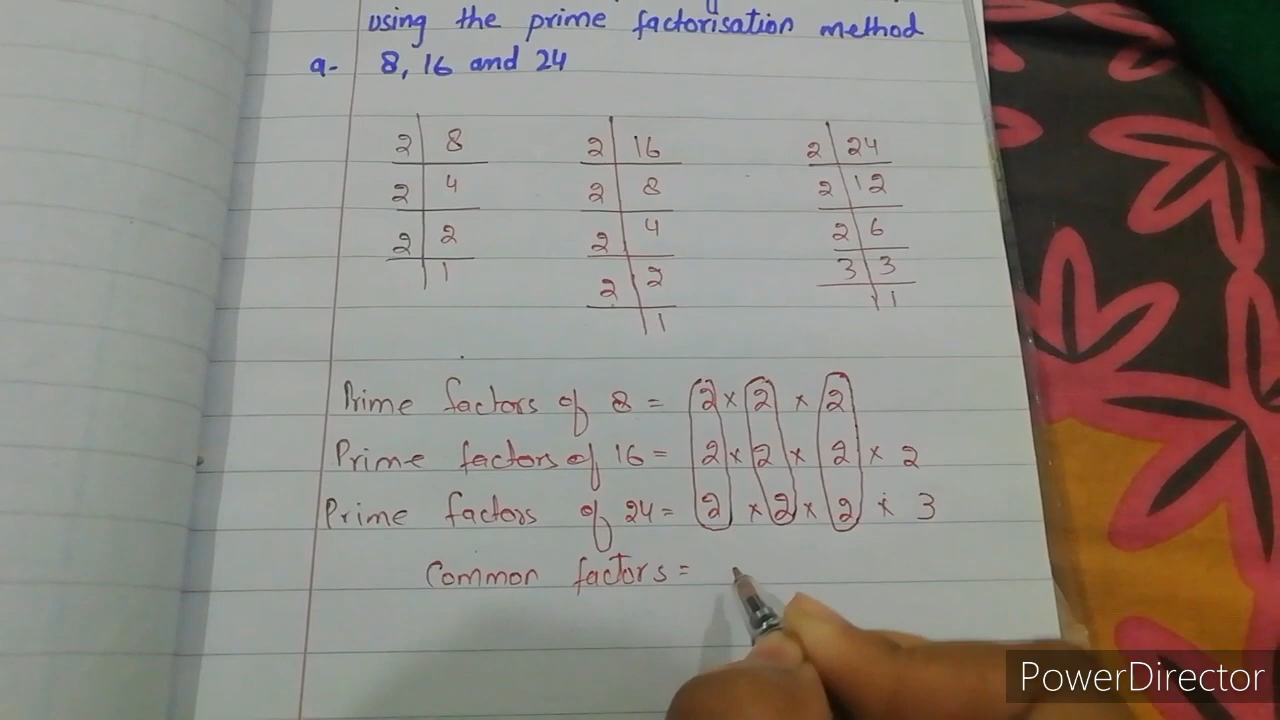 using the prime factorisation method
a- 8, 16 and 24
2 8
2 4
2 2
1
2 16
2 8
2 4
2 2
1
2 24
2 12
2 6
3 3
1
Prime factors of 8 = 2 × 2 × 2
Prime factors of 16 = 2 × 2 × 2 × 2
Prime factors of 24 = 2 × 2 × 2 × 3
Common factors =
PowerDirector